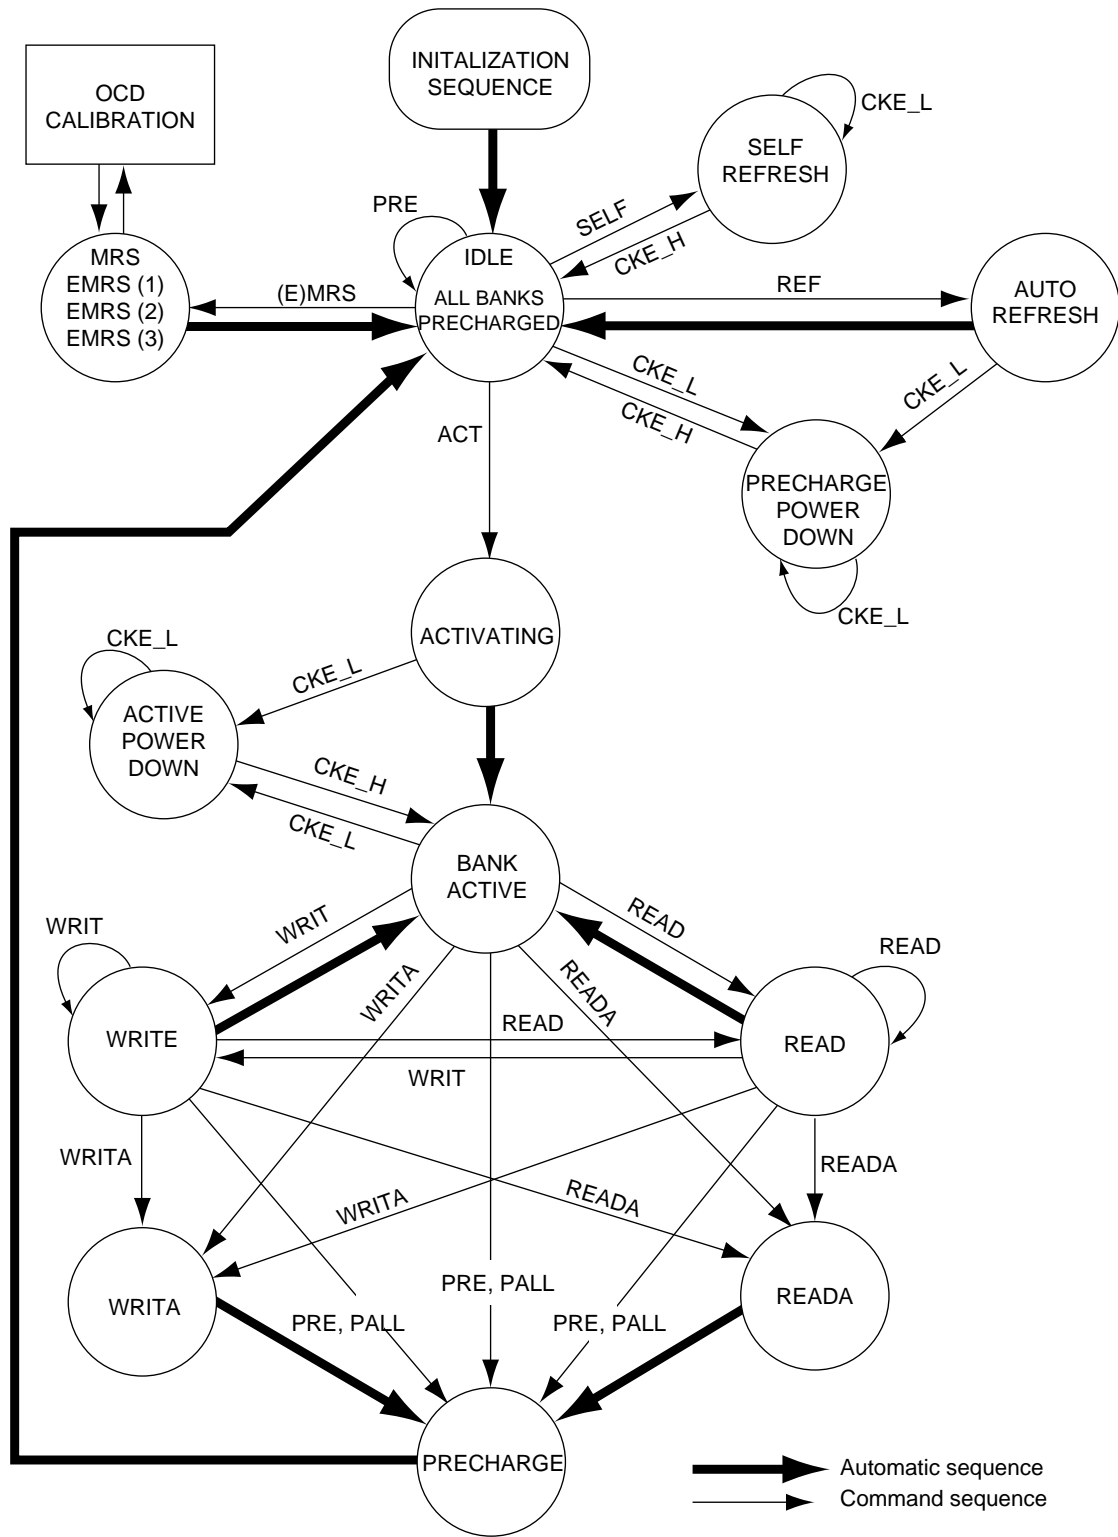 INITALIZATION
SEQUENCE
OCD
CALIBRATION
CKE_L
SELF
REFRESH
PRE
SELF
CKE_H
MRS
EMRS (1)
EMRS (2)
EMRS (3)
(E)MRS
IDLE
ALL BANKS
PRECHARGED
REF
AUTO
REFRESH
CKE_L
CKE_H
CKE_L
ACT
PRECHARGE
POWER
DOWN
CKE_L
ACTIVATING
CKE_L
CKE_L
ACTIVE
POWER
DOWN
CKE_H
CKE_L
BANK
ACTIVE
WRIT
WRIT
READ
READ
WRITA
READA
WRITE
READ
READ
WRIT
WRITA
READA
WRITA
READA
WRITA
READA
PRE, PALL
PRE, PALL
PRE, PALL
PRECHARGE
Automatic sequence
Command sequence